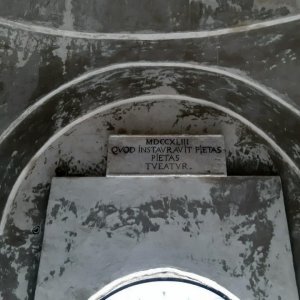 MDCCXLIII
QVOD INSTAVRAVIT PIETAS
PIETAS
TVEATVR